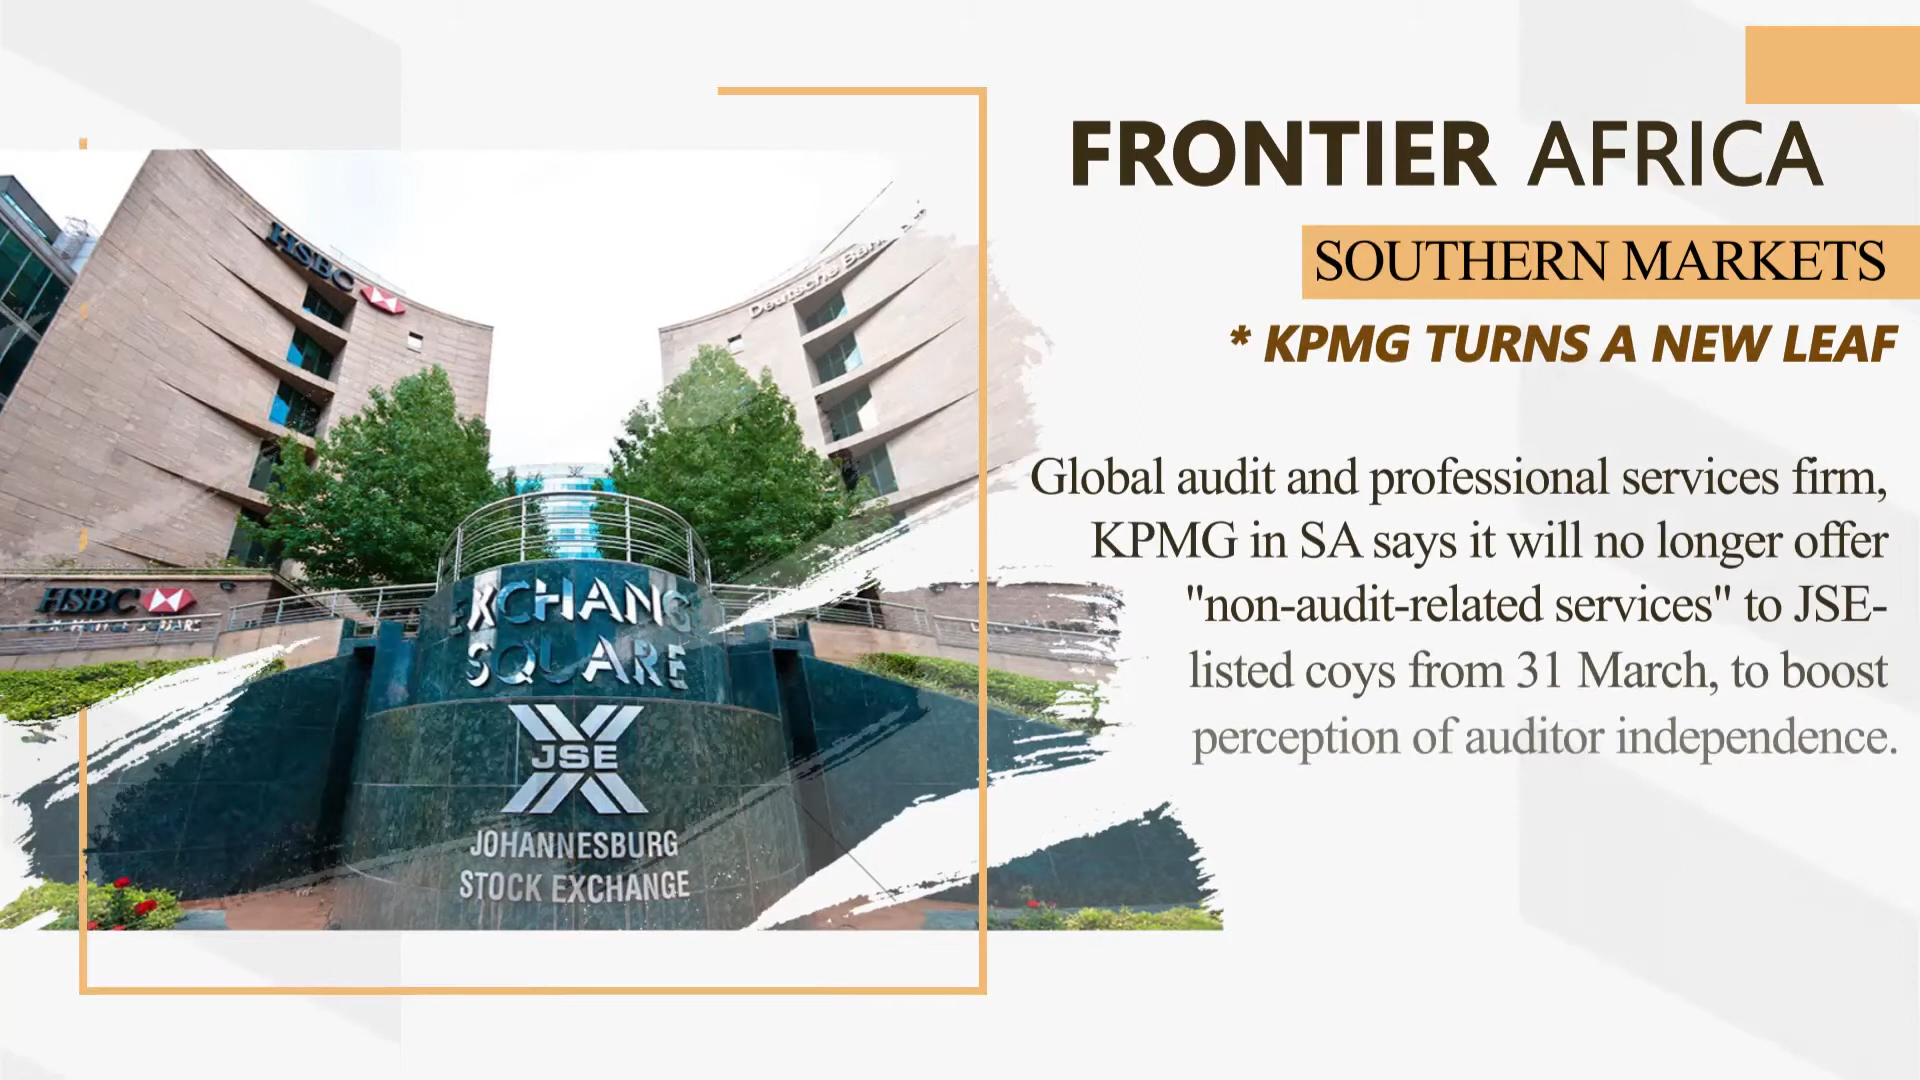 FRONTIER AFRICA
SOUTHERN MARKETS
* KPMG TURNS A NEW LEAF
Global audit and professional services firm,
KPMG in SA says it will no longer offer
"non-audit-related services" to JSE-
listed coys from 31 March, to boost
perception of auditor independence.
HSBC
Deutsche Bank
HSBC
EXCHANGE
SQUARE
JSE
JOHANNESBURG
STOCK EXCHANGE